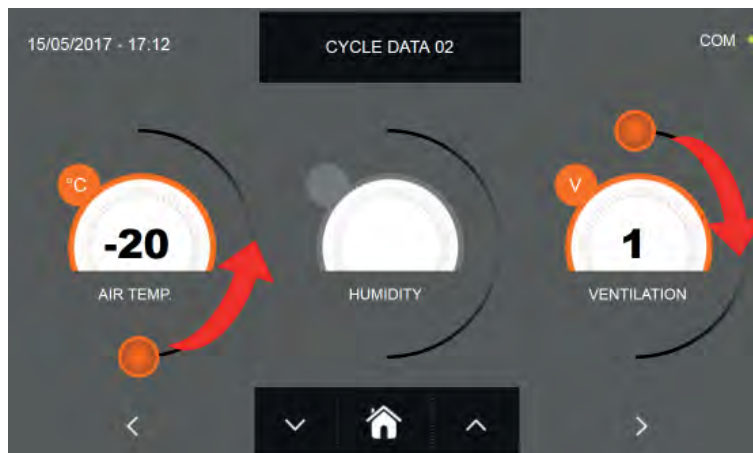 15/05/2017 - 17:12
CYCLE DATA 02
COM
°C
V
-20
1
AIR TEMP.
HUMIDITY
VENTILATION